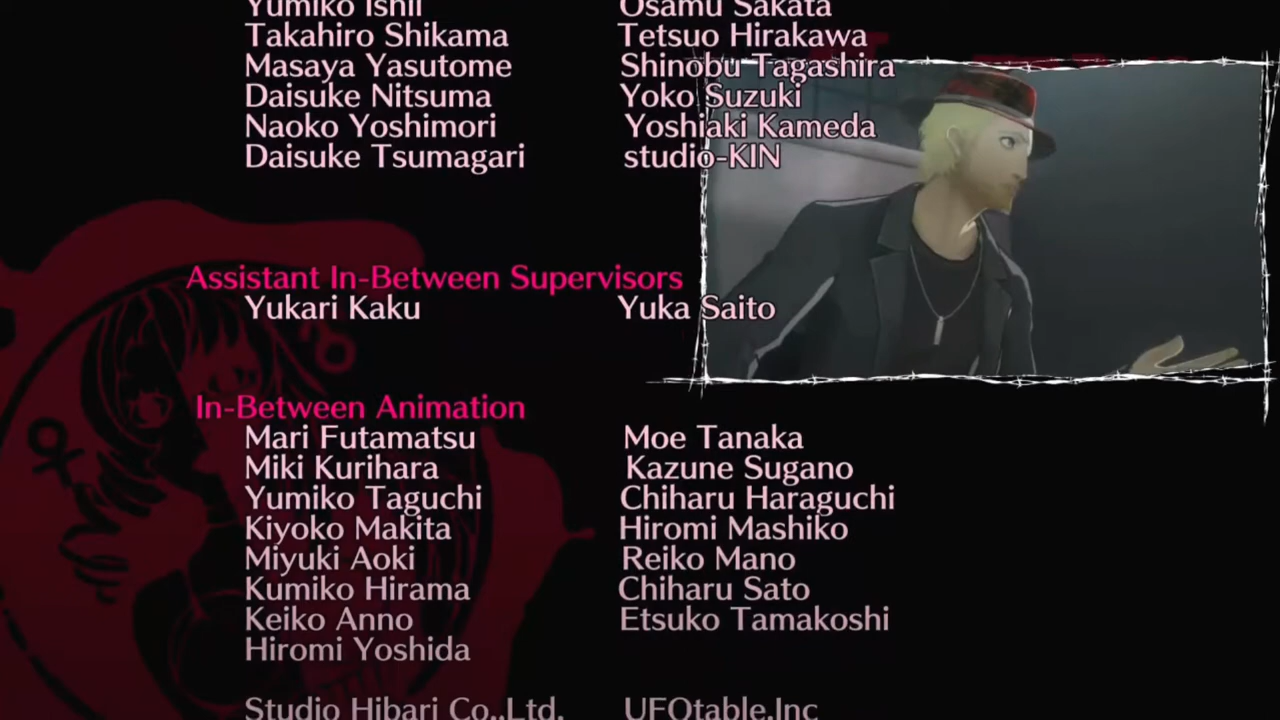 Yumiko Ishii Osamu Sakata
Takahiro Shikama Tetsuo Hirakawa
Masaya Yasutome Shinobu Tagashira
Daisuke Nitsuma Yoko Suzuki
Naoko Yoshimori Yoshiaki Kameda
Daisuke Tsumagari studio-KIN
Assistant In-Between Supervisors
Yukari Kaku Yuka Saito
In-Between Animation
Mari Futamatsu Moe Tanaka
Miki Kurihara Kazune Sugano
Yumiko Taguchi Chiharu Haraguchi
Kiyoko Makita Hiromi Mashiko
Miyuki Aoki Reiko Mano
Kumiko Hirama Chiharu Sato
Keiko Anno Etsuko Tamakoshi
Hiromi Yoshida
Studio Hibari Co.,Ltd. UFOtable.Inc